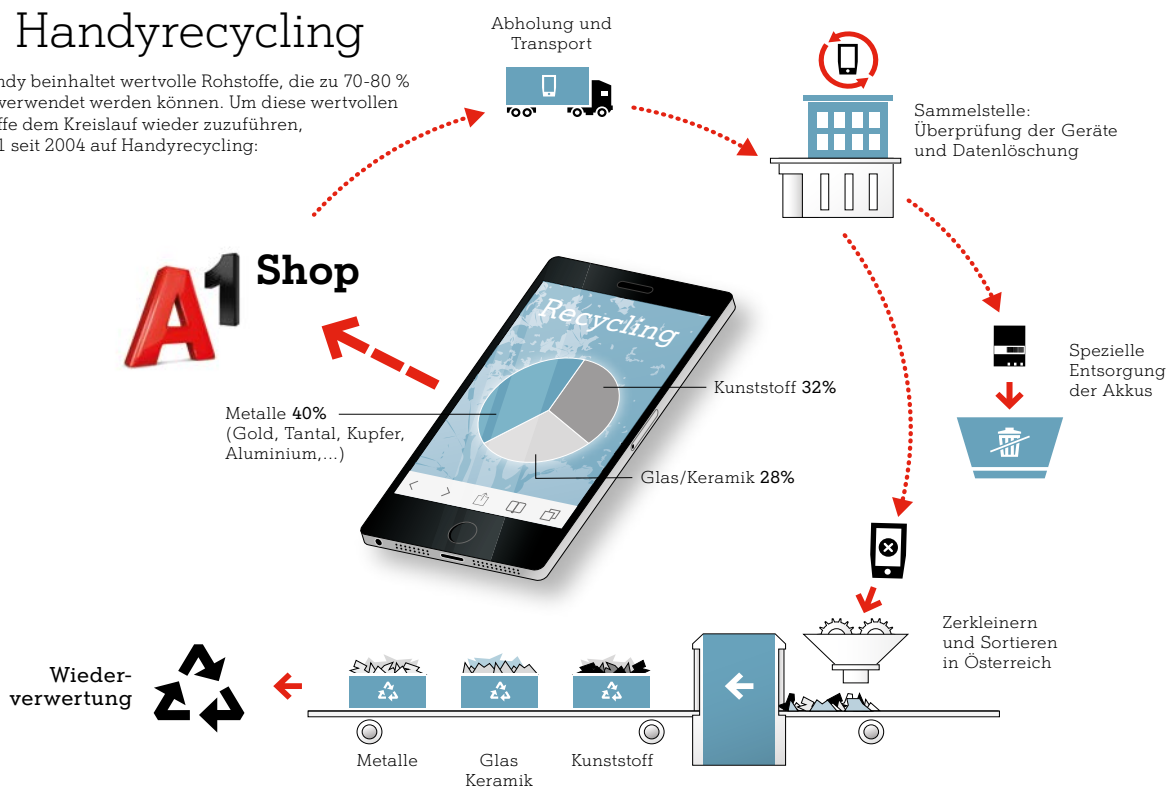 Handyrecycling
ndy beinhaltet wertvolle Rohstoffe, die zu 70-80 %
verwendet werden können. Um diese wertvollen
ffe dem Kreislauf wieder zuzuführen,
1 seit 2004 auf Handyrecycling:
Abholung und
Transport
Sammelstelle:
Überprüfung der Geräte
und Datenlöschung
A1 Shop
Recycling
Kunststoff 32%
Metalle 40%
(Gold, Tantal, Kupfer,
Aluminium,...)
Glas/Keramik 28%
Spezielle
Entsorgung
der Akkus
Zerkleinern
und Sortieren
in Österreich
Wieder-
verwertung
Metalle
Glas
Keramik
Kunststoff